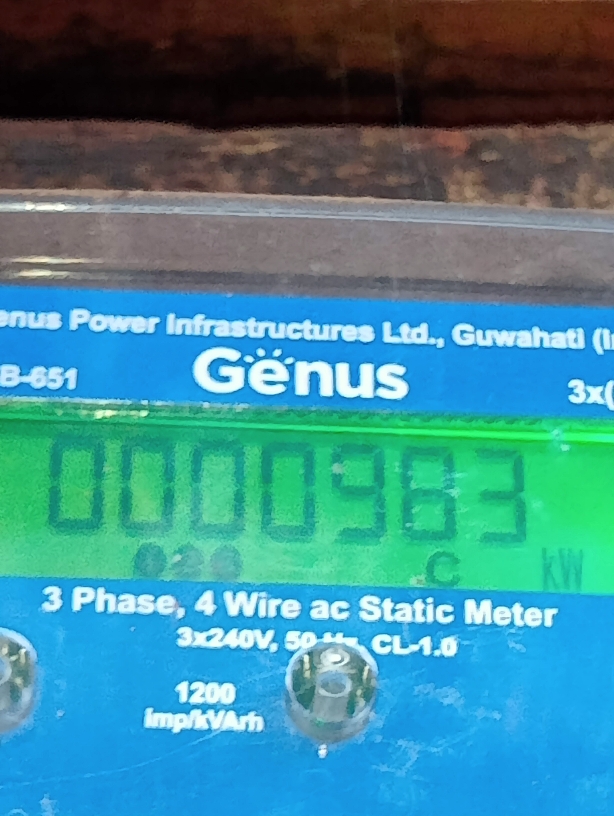 enus Power Infrastructures Ltd., Guwahati (I
B-651
Genus
3x(
0000983
C kW
3 Phase, 4 Wire ac Static Meter
3x240V, 50 Hz, CL-1.0
1200
imp/kVArh